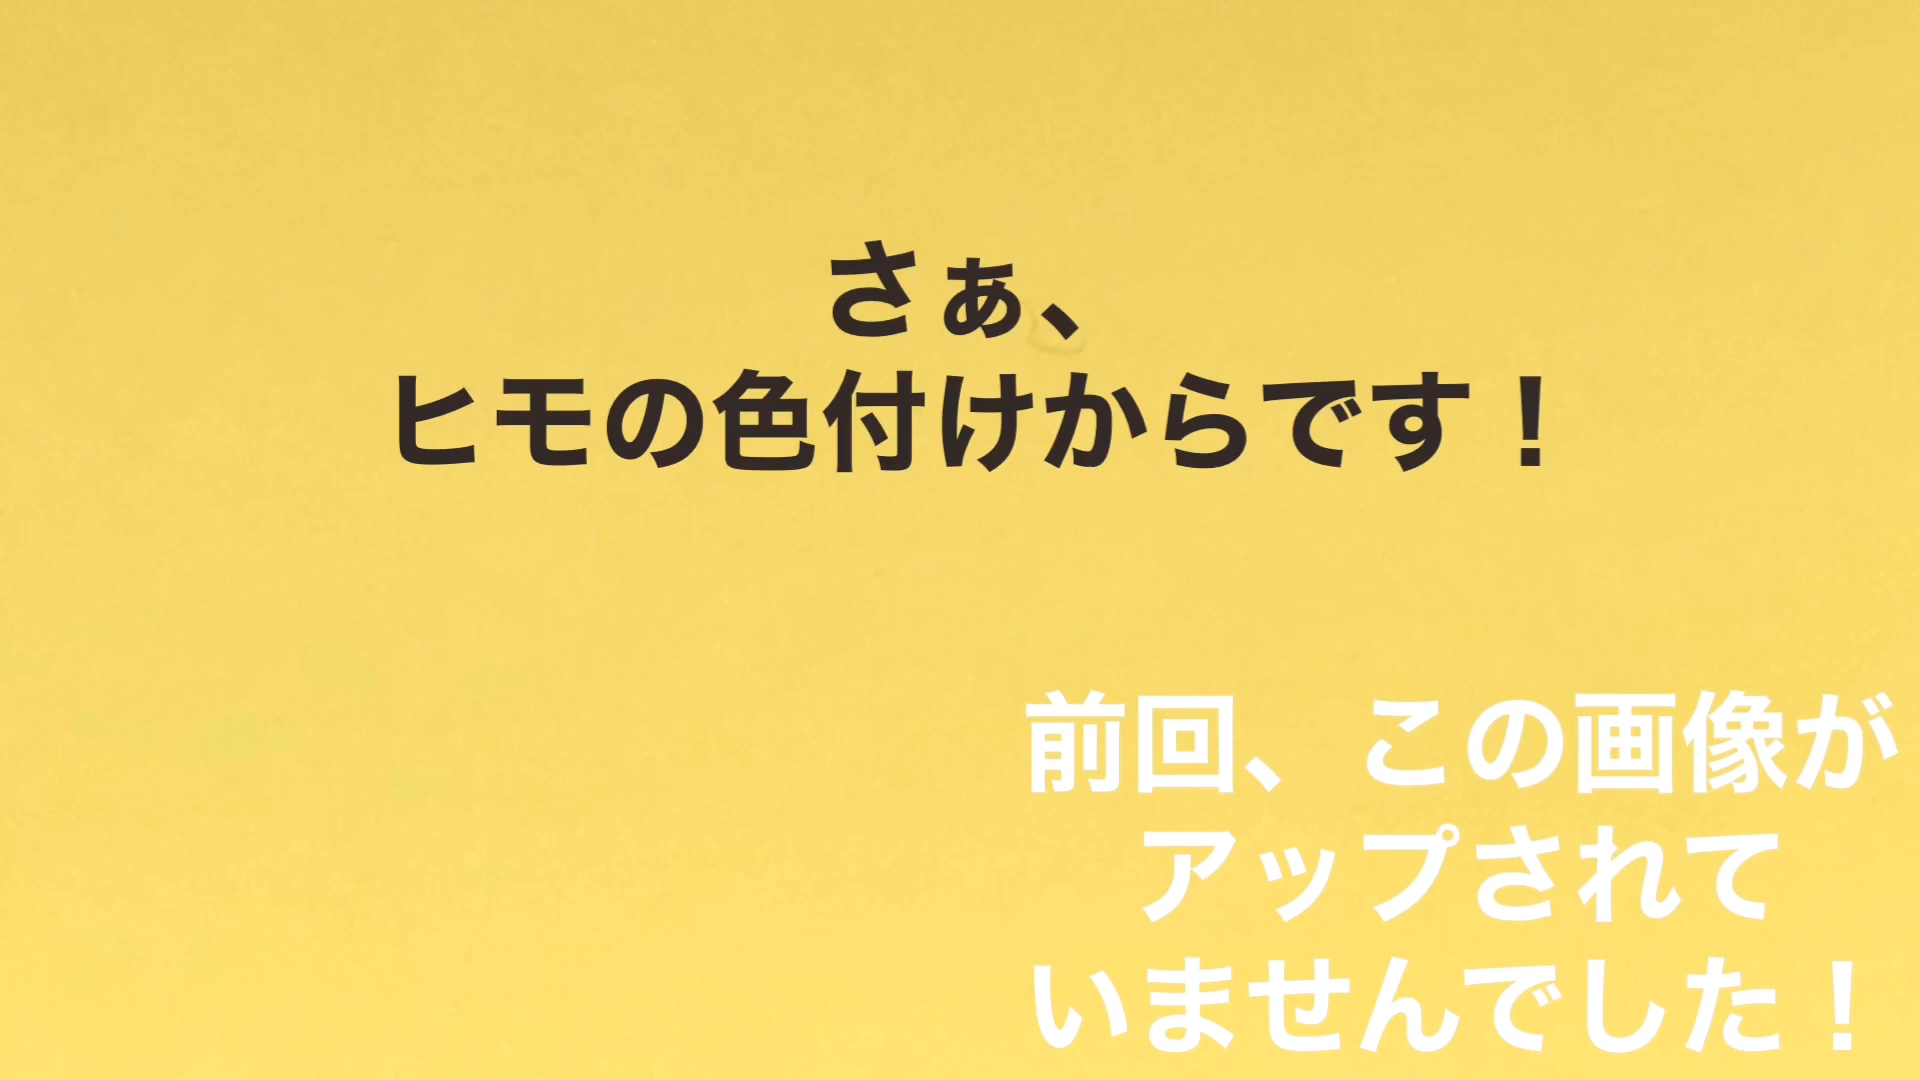 さぁ、
ヒモの色付けからです！
前回、この画像が
アップされて
いませんでした！